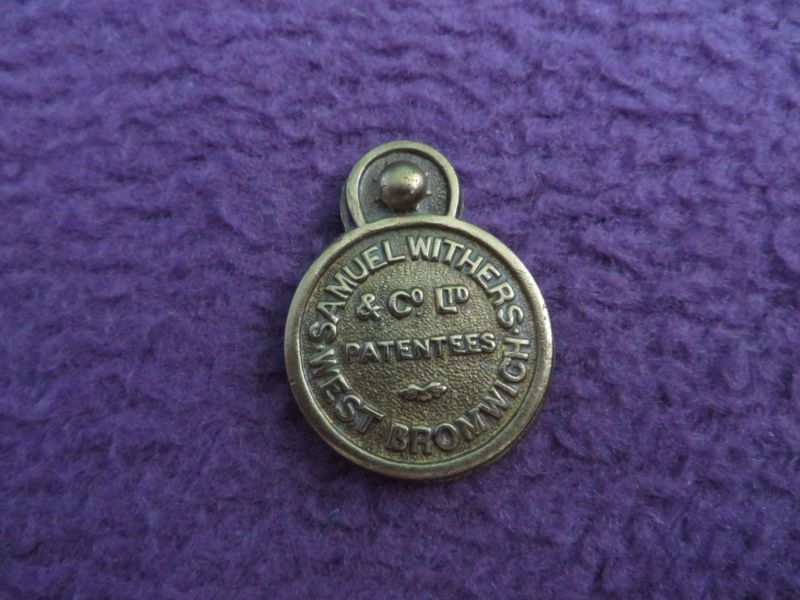 SAMUEL WITHERS
& Co LTD
PATENTEES
WEST BROMWICH